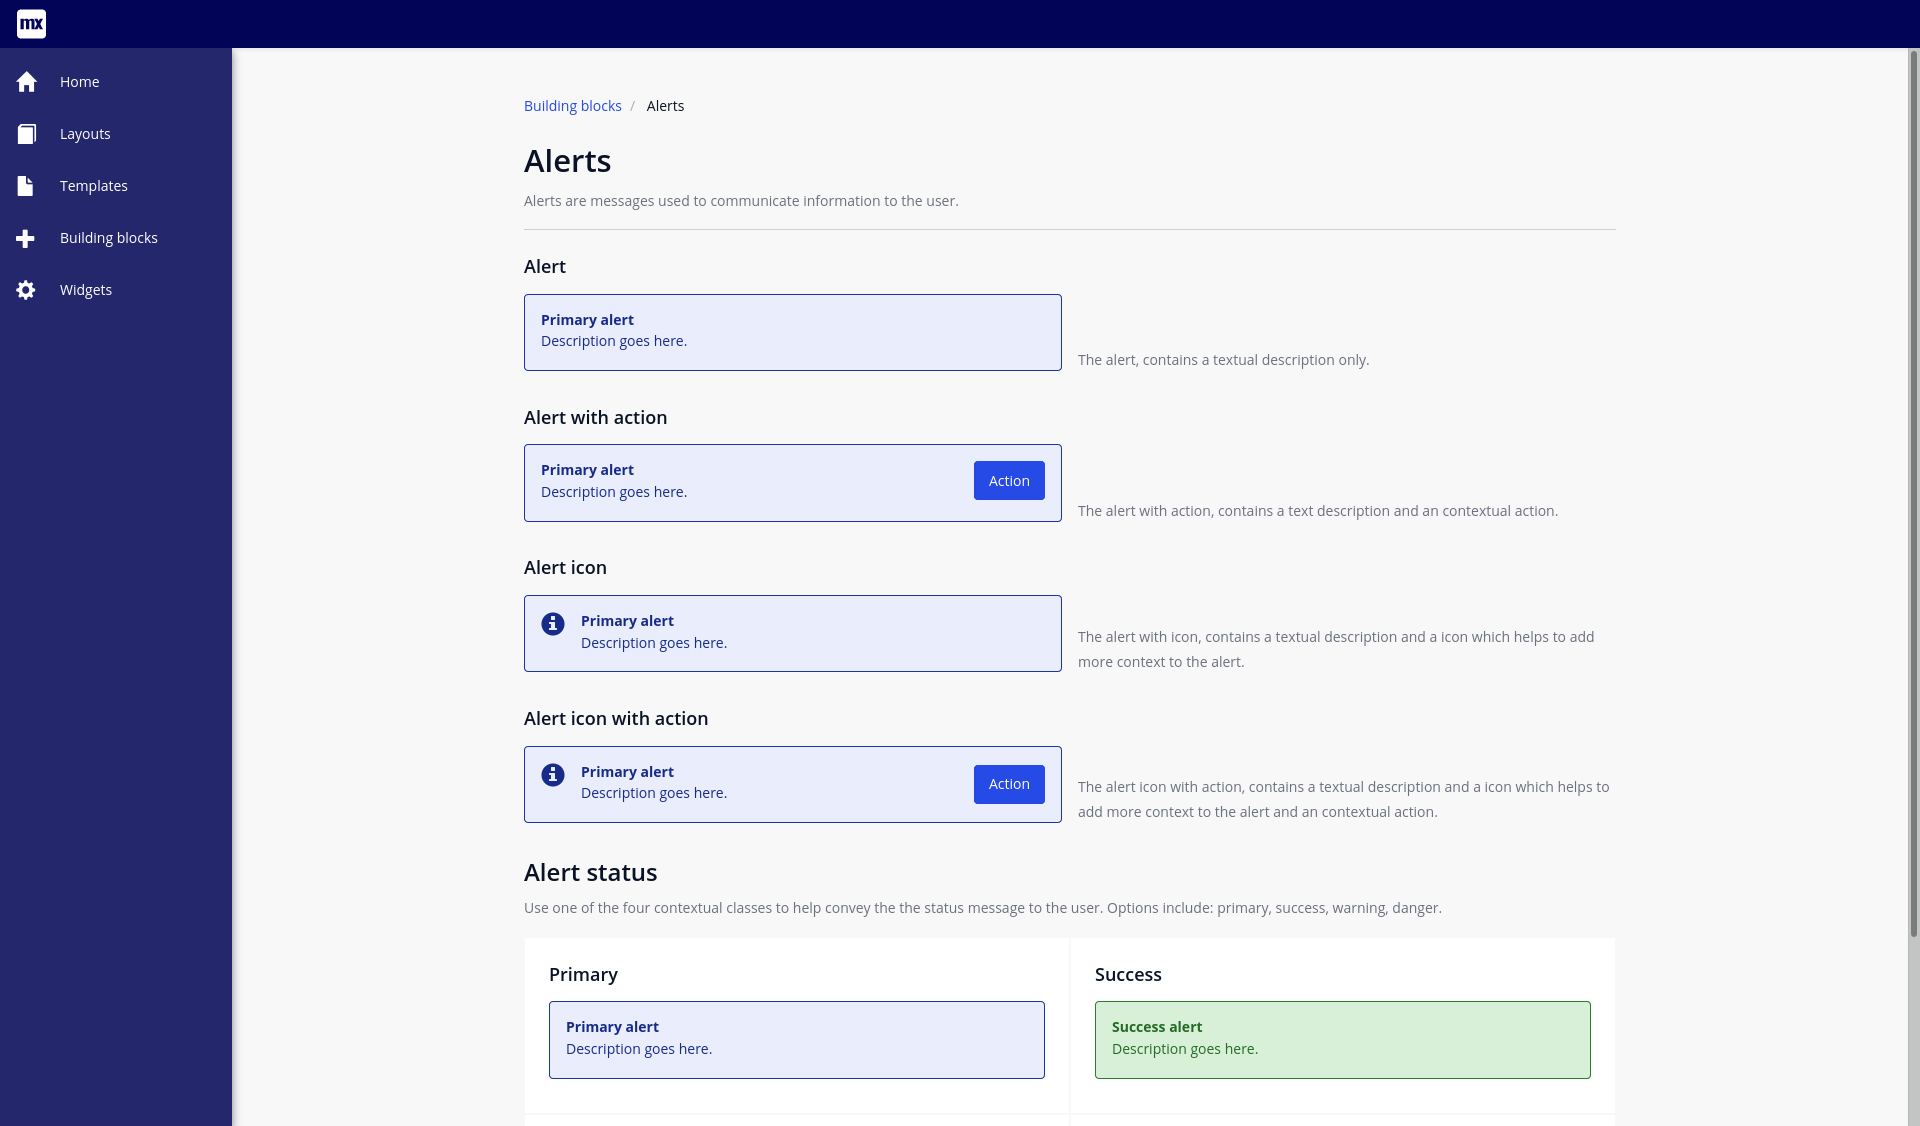 mx
Home
Layouts
Templates
Building blocks
Widgets
Building blocks / Alerts
Alerts
Alerts are messages used to communicate information to the user.
Alert
Primary alert
Description goes here.
The alert, contains a textual description only.
Alert with action
Primary alert
Description goes here.
Action
The alert with action, contains a text description and an contextual action.
Alert icon
Primary alert
Description goes here.
The alert with icon, contains a textual description and a icon which helps to add
more context to the alert.
Alert icon with action
Primary alert
Description goes here.
Action
The alert icon with action, contains a textual description and a icon which helps to
add more context to the alert and an contextual action.
Alert status
Use one of the four contextual classes to help convey the the status message to the user. Options include: primary, success, warning, danger.
Primary
Primary alert
Description goes here.
Success
Success alert
Description goes here.